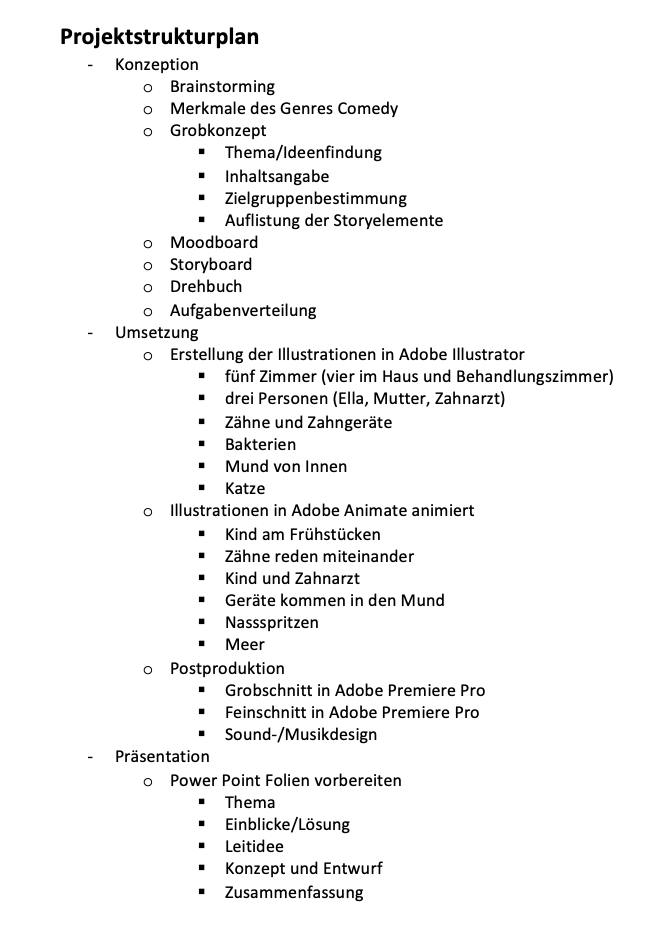 Projektstrukturplan
- Konzeption
o Brainstorming
o Merkmale des Genres Comedy
o Grobkonzept
▪ Thema/Ideenfindung
▪ Inhaltsangabe
▪ Zielgruppenbestimmung
▪ Auflistung der Storyelemente
o Moodboard
o Storyboard
o Drehbuch
o Aufgabenverteilung
- Umsetzung
o Erstellung der Illustrationen in Adobe Illustrator
▪ fünf Zimmer (vier im Haus und Behandlungszimmer)
▪ drei Personen (Ella, Mutter, Zahnarzt)
▪ Zähne und Zahngeräte
▪ Bakterien
▪ Mund von Innen
▪ Katze
o Illustrationen in Adobe Animate animiert
▪ Kind am Frühstücken
▪ Zähne reden miteinander
▪ Kind und Zahnarzt
▪ Geräte kommen in den Mund
▪ Nassspritzen
▪ Meer
o Postproduktion
▪ Grobschnitt in Adobe Premiere Pro
▪ Feinschnitt in Adobe Premiere Pro
▪ Sound-/Musikdesign
- Präsentation
o Power Point Folien vorbereiten
▪ Thema
▪ Einblicke/Lösung
▪ Leitidee
▪ Konzept und Entwurf
▪ Zusammenfassung